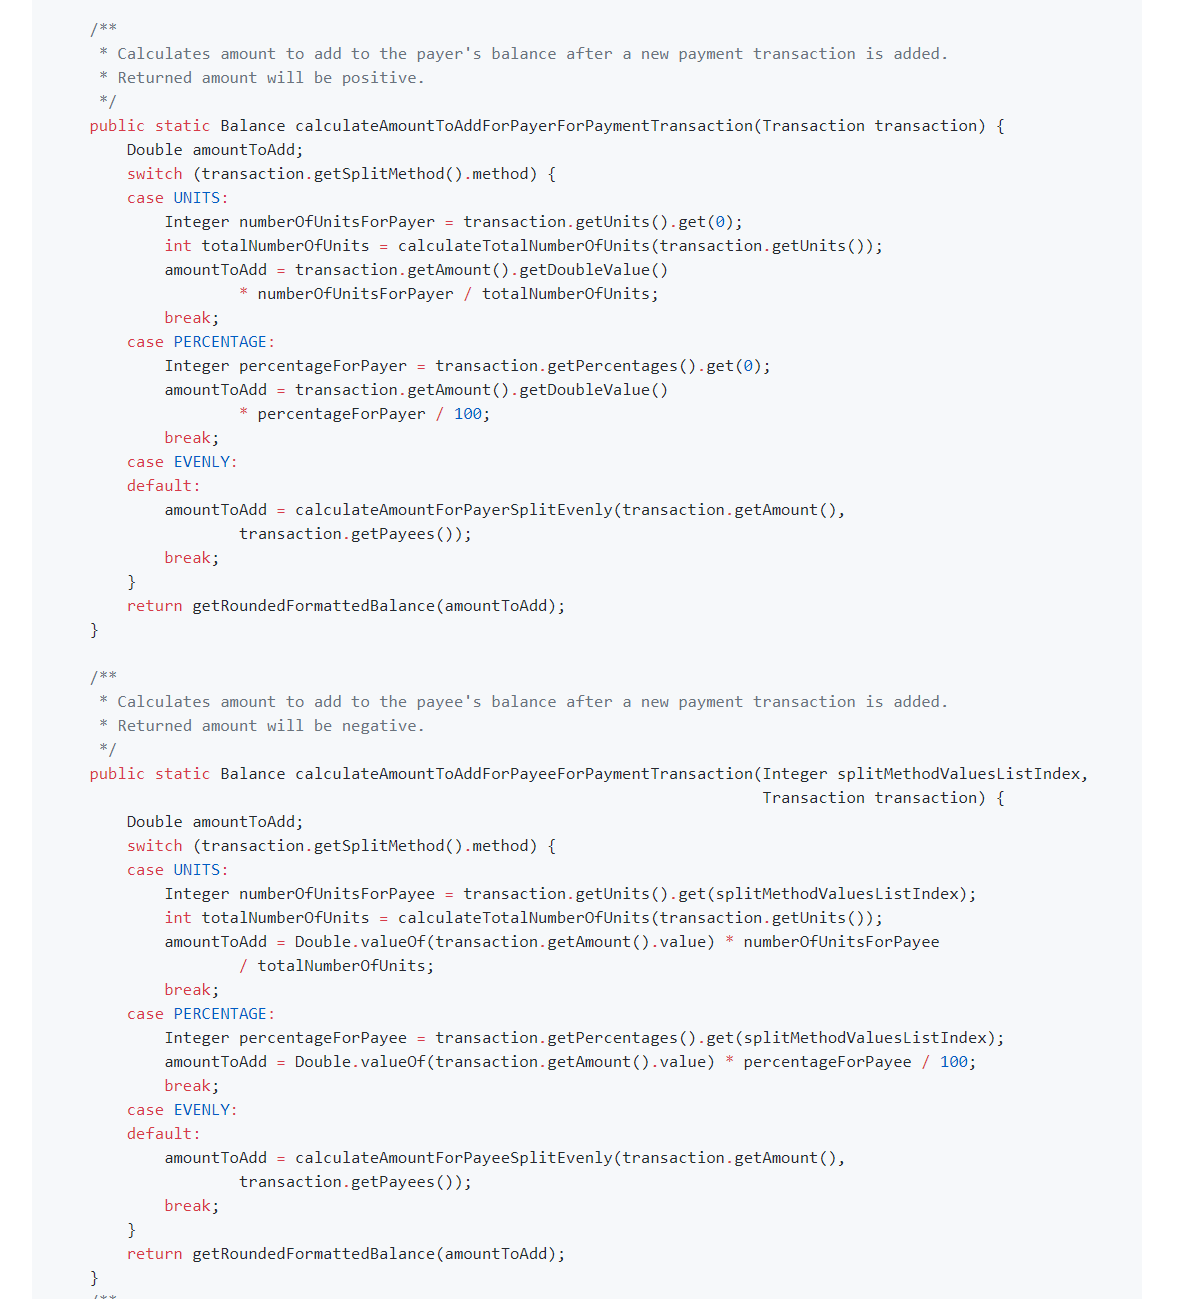 /**
 * Calculates amount to add to the payer's balance after a new payment transaction is added.
 * Returned amount will be positive.
 */
public static Balance calculateAmountToAddForPayerForPaymentTransaction(Transaction transaction) {
    Double amountToAdd;
    switch (transaction.getSplitMethod().method) {
    case UNITS:
        Integer numberOfUnitsForPayer = transaction.getUnits().get(0);
        int totalNumberOfUnits = calculateTotalNumberOfUnits(transaction.getUnits());
        amountToAdd = transaction.getAmount().getDoubleValue()
                * numberOfUnitsForPayer / totalNumberOfUnits;
        break;
    case PERCENTAGE:
        Integer percentageForPayer = transaction.getPercentages().get(0);
        amountToAdd = transaction.getAmount().getDoubleValue()
                * percentageForPayer / 100;
        break;
    case EVENLY:
    default:
        amountToAdd = calculateAmountForPayerSplitEvenly(transaction.getAmount(),
                transaction.getPayees());
        break;
    }
    return getRoundedFormattedBalance(amountToAdd);
}

/**
 * Calculates amount to add to the payee's balance after a new payment transaction is added.
 * Returned amount will be negative.
 */
public static Balance calculateAmountToAddForPayeeForPaymentTransaction(Integer splitMethodValuesListIndex,
                                                                        Transaction transaction) {
    Double amountToAdd;
    switch (transaction.getSplitMethod().method) {
    case UNITS:
        Integer numberOfUnitsForPayee = transaction.getUnits().get(splitMethodValuesListIndex);
        int totalNumberOfUnits = calculateTotalNumberOfUnits(transaction.getUnits());
        amountToAdd = Double.valueOf(transaction.getAmount().value) * numberOfUnitsForPayee
                / totalNumberOfUnits;
        break;
    case PERCENTAGE:
        Integer percentageForPayee = transaction.getPercentages().get(splitMethodValuesListIndex);
        amountToAdd = Double.valueOf(transaction.getAmount().value) * percentageForPayee / 100;
        break;
    case EVENLY:
    default:
        amountToAdd = calculateAmountForPayeeSplitEvenly(transaction.getAmount(),
                transaction.getPayees());
        break;
    }
    return getRoundedFormattedBalance(amountToAdd);
}
/**